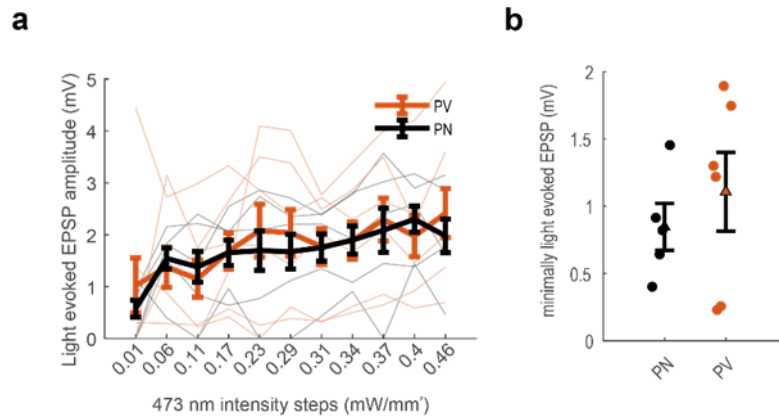 a
b
Light evoked EPSP amplitude (mV)
5
4
3
2
1
0
PV
PN
0.01 0.06 0.11 0.17 0.23 0.29 0.31 0.34 0.37 0.4 0.46
473 nm intensity steps (mW/mm²)
minimally light evoked EPSP (mV)
2
1.5
1
0.5
0
PN PV